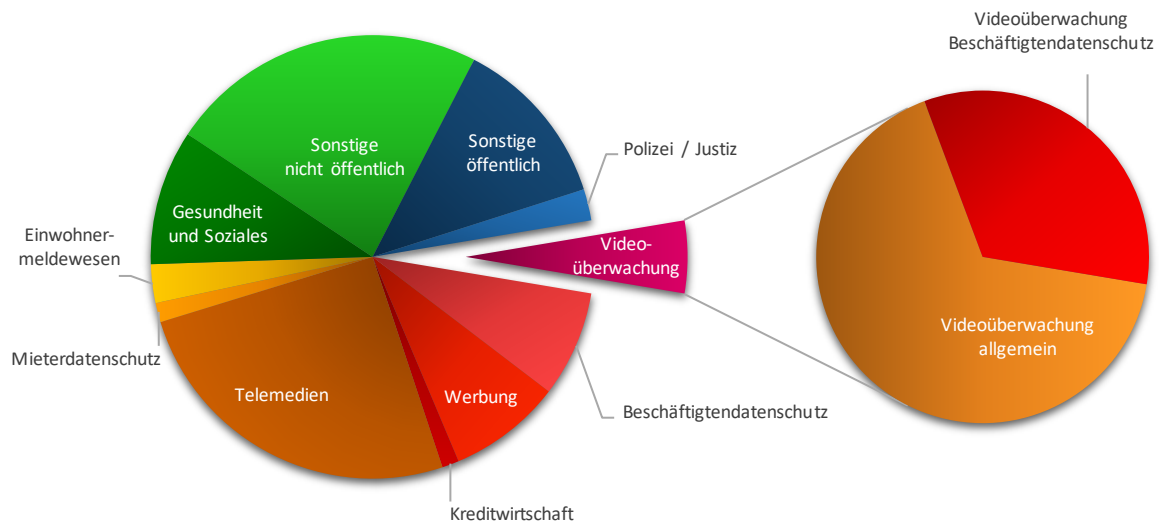 Videoüberwachung
Beschäftigtendatenschutz
Sonstige
nicht öffentlich
Sonstige
öffentlich
Polizei / Justiz
Gesundheit
und Soziales
Einwohner-
meldewesen
Video-
überwachung
Videoüberwachung
allgemein
Mieterdatenschutz
Telemedien
Werbung
Beschäftigtendatenschutz
Kreditwirtschaft